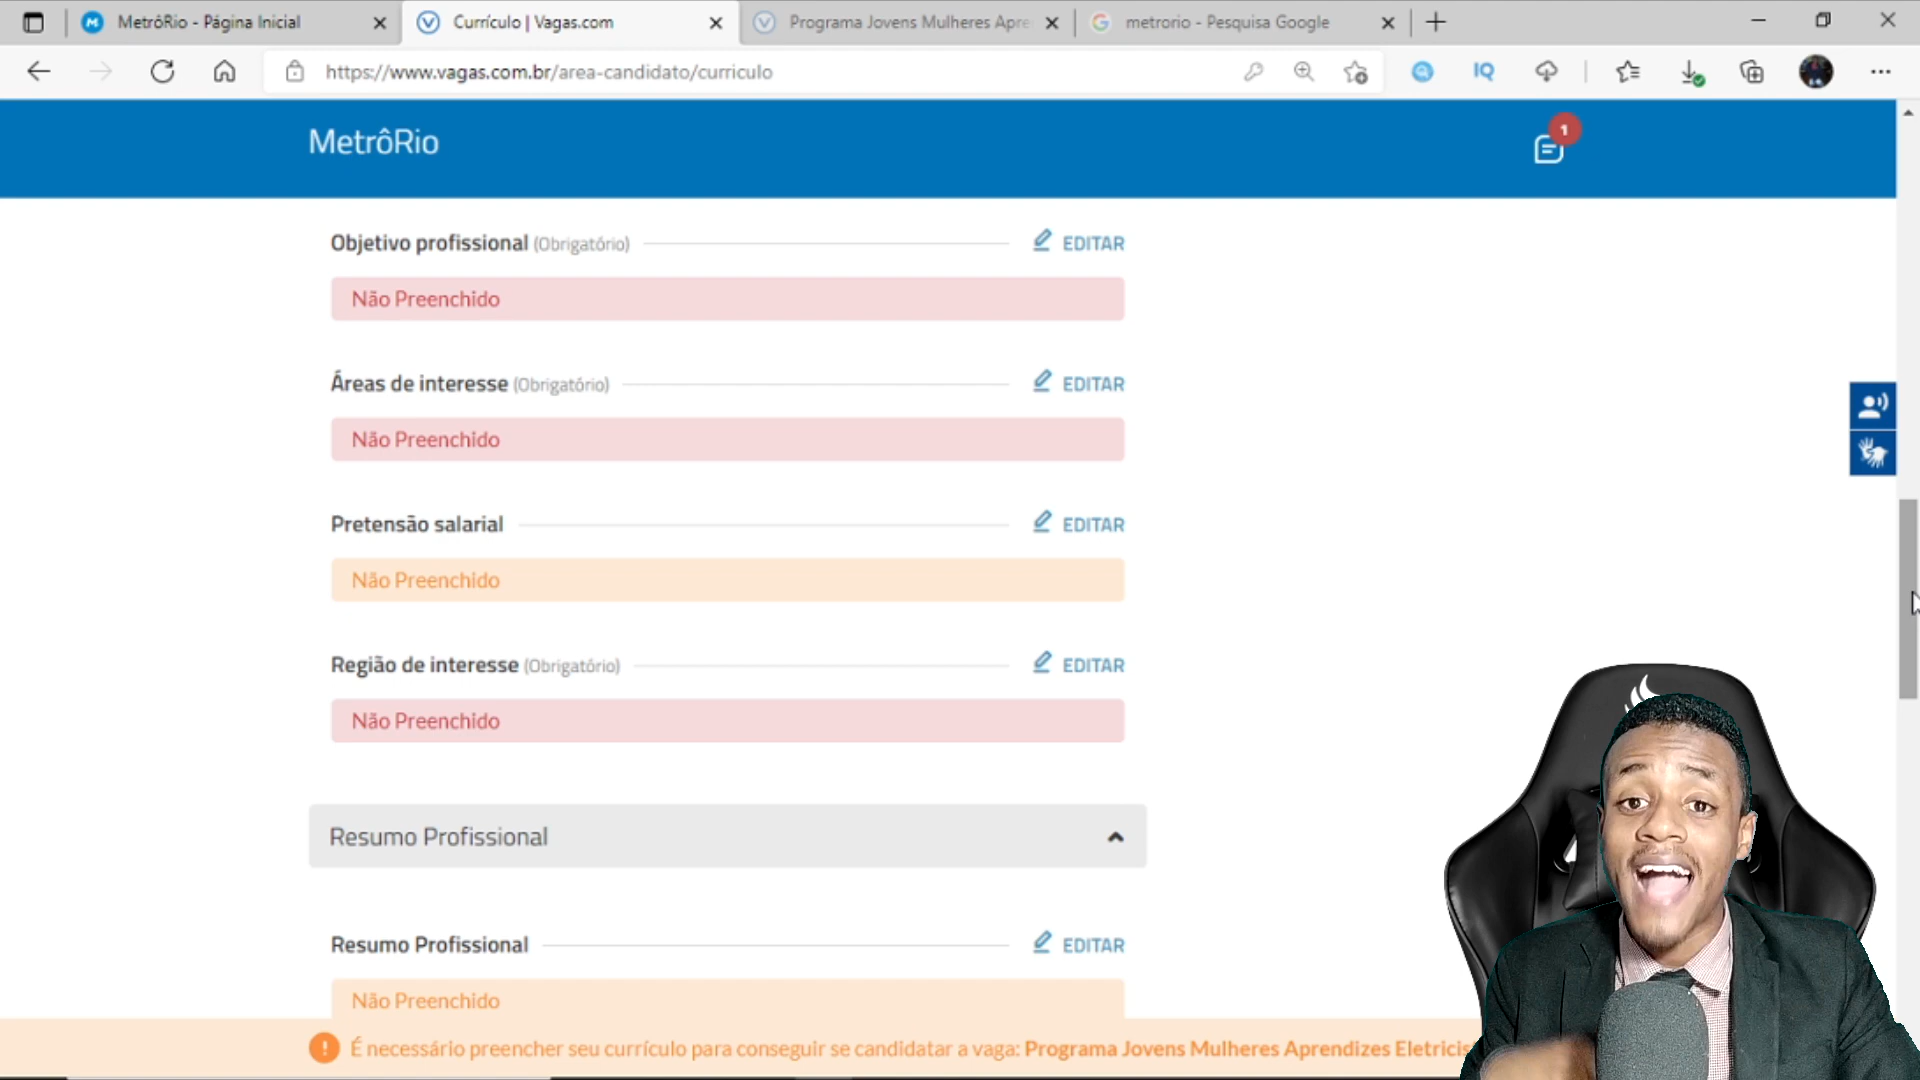 MetrôRio - Página Inicial
Currículo | Vagas.com
Programa Jovens Mulheres Apre
metrorio - Pesquisa Google
https://www.vagas.com.br/area-candidato/curriculo
IQ
MetrôRio
1
Objetivo profissional (Obrigatório)
EDITAR
Não Preenchido
Áreas de interesse (Obrigatório)
EDITAR
Não Preenchido
Pretensão salarial
EDITAR
Não Preenchido
Região de interesse (Obrigatório)
EDITAR
Não Preenchido
Resumo Profissional
Resumo Profissional
EDITAR
Não Preenchido
É necessário preencher seu currículo para conseguir se candidatar a vaga: Programa Jovens Mulheres Aprendizes Eletricis